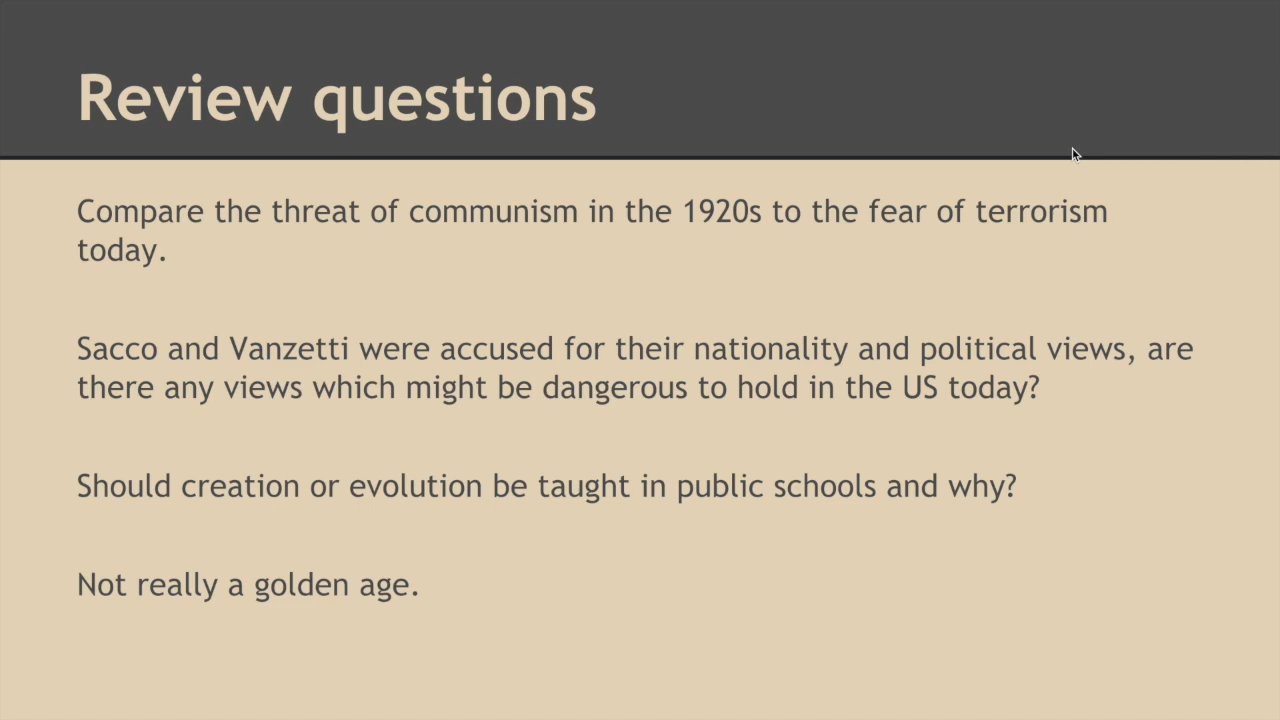 Review questions
Compare the threat of communism in the 1920s to the fear of terrorism
today.
Sacco and Vanzetti were accused for their nationality and political views, are
there any views which might be dangerous to hold in the US today?
Should creation or evolution be taught in public schools and why?
Not really a golden age.